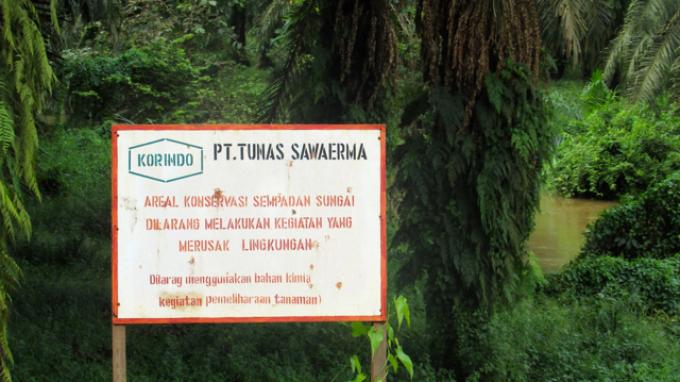 KORINDO PT.TUNAS SAWAERMA
AREAL KONSERVASI SEMPADAN SUNGAI
DILARANG MELAKUKAN KEGIATAN YANG
MERUSAK LINGKUNGAN
Dilarag menggunakan bahan kimia
kegiatan pemeliharaan tanaman)